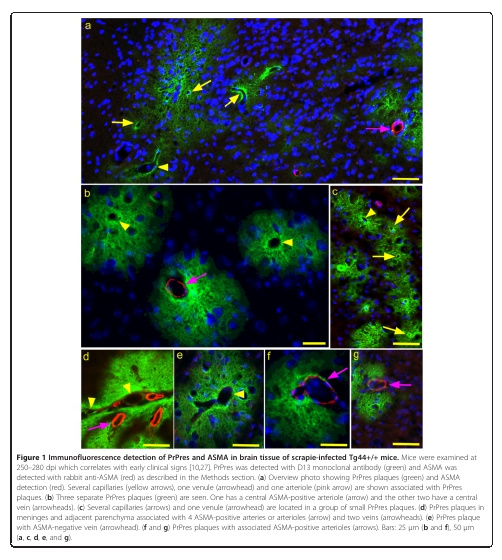 a
b
c
d
e
f
g
Figure 1 Immunofluorescence detection of PrPres and ASMA in brain tissue of scrapie-infected Tg44+/+ mice. Mice were examined at
250–280 dpi which correlates with early clinical signs [10,27]. PrPres was detected with D13 monoclonal antibody (green) and ASMA was
detected with rabbit anti-ASMA (red) as described in the Methods section. (a) Overview photo showing PrPres plaques (green) and ASMA
detection (red). Several capillaries (yellow arrows), one venule (arrowhead) and one arteriole (pink arrow) are shown associated with PrPres
plaques. (b) Three separate PrPres plaques (green) are seen. One has a central ASMA-positive arteriole (arrow) and the other two have a central
vein (arrowheads). (c) Several capillaries (arrows) and one venule (arrowhead) are located in a group of small PrPres plaques. (d) PrPres plaques in
meninges and adjacent parenchyma associated with 4 ASMA-positive arteries or arterioles (arrow) and two veins (arrowheads). (e) PrPres plaque
with ASMA-negative vein (arrowhead). (f and g) PrPres plaques with associated ASMA-positive arterioles (arrows). Bars: 25 μm (b and f), 50 μm
(a, c, d, e, and g).